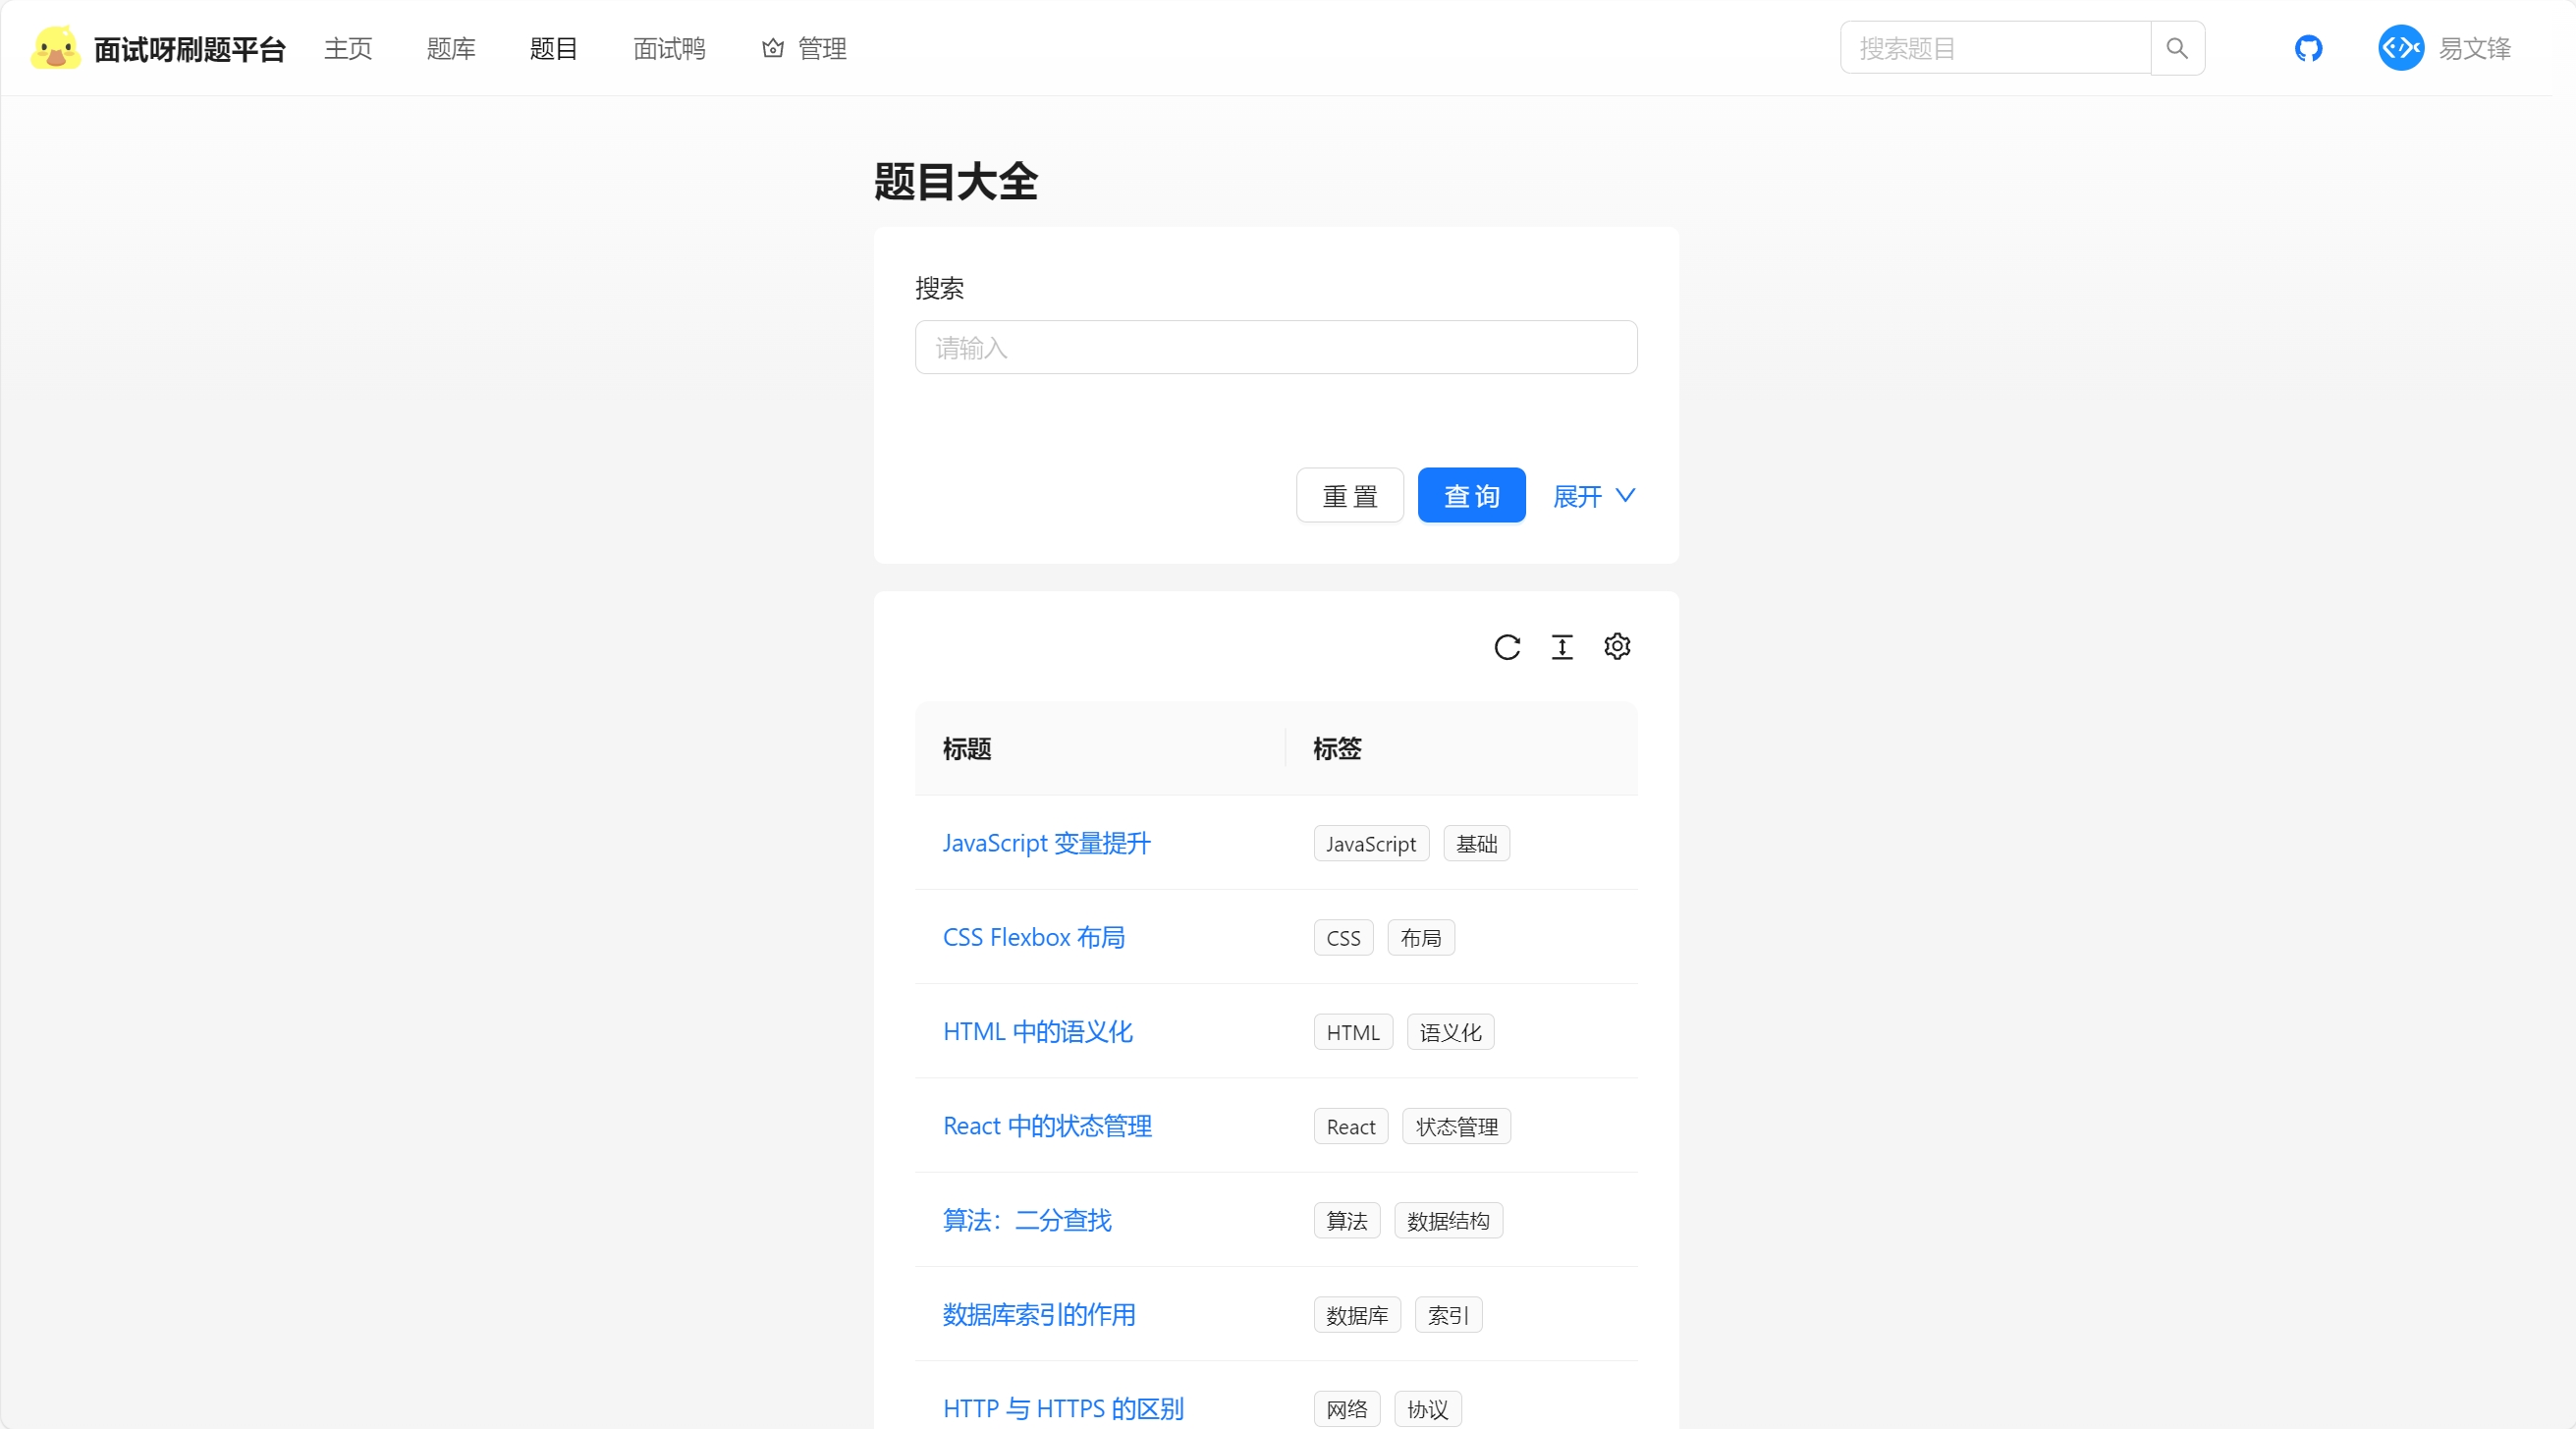 面试呀刷题平台 主页 题库 题目 面试鸭 管理 搜索题目 易文锋
题目大全
搜索
请输入
重置 查询 展开
标题 标签
JavaScript 变量提升 JavaScript 基础
CSS Flexbox 布局 CSS 布局
HTML 中的语义化 HTML 语义化
React 中的状态管理 React 状态管理
算法：二分查找 算法 数据结构
数据库索引的作用 数据库 索引
HTTP 与 HTTPS 的区别 网络 协议